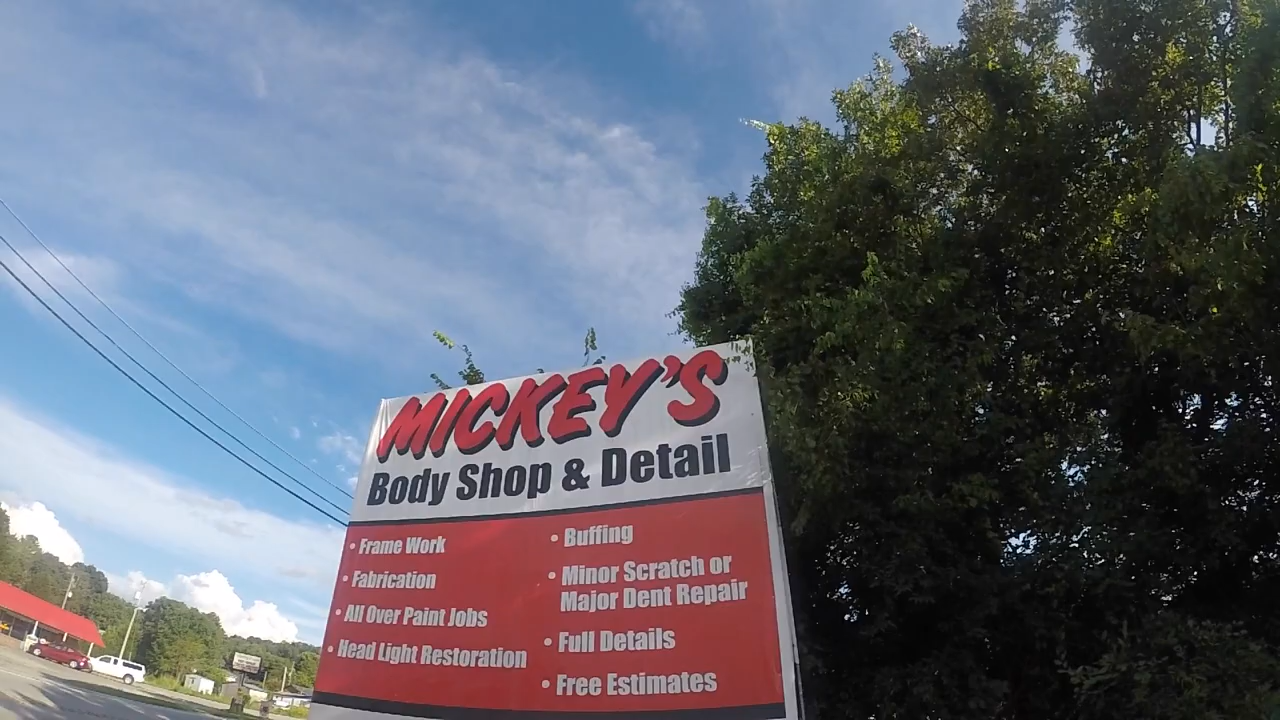 MICKEY'S
Body Shop & Detail
• Frame Work
• Fabrication
• All Over Paint Jobs
• Head Light Restoration
• Buffing
• Minor Scratch or
Major Dent Repair
• Full Details
• Free Estimates